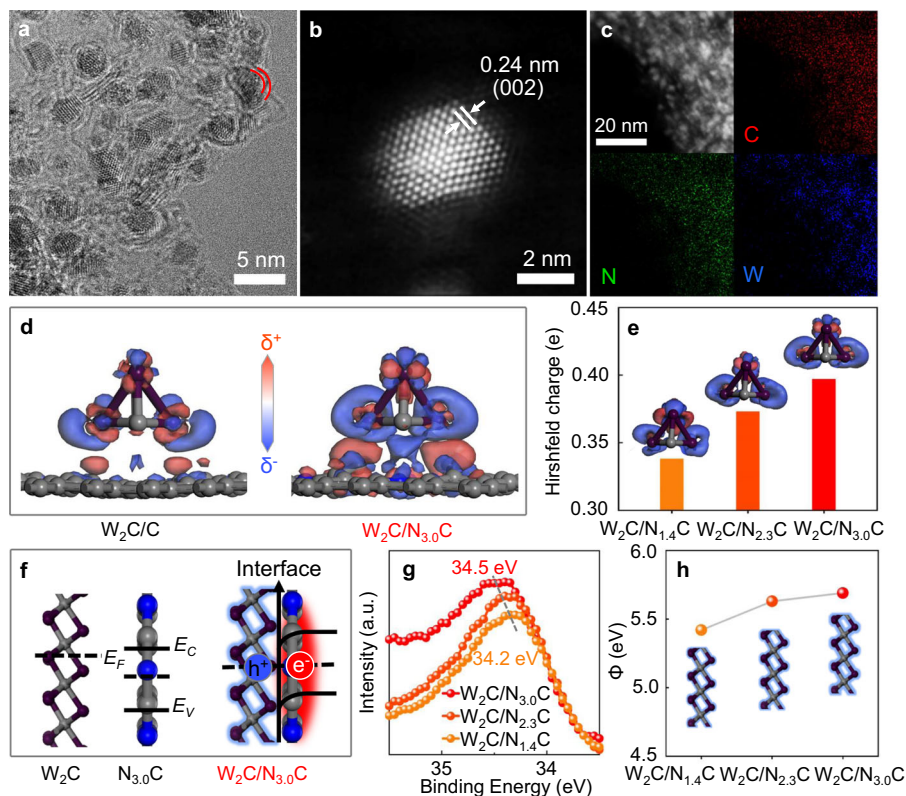 a
5 nm
b
0.24 nm
(002)
2 nm
c
20 nm
C
N
W
d
δ⁺
δ⁻
W₂C/C
W₂C/N₃.₀C
e
Hirshfeld charge (e)
0.45
0.40
0.35
0.30
W₂C/N₁.₄C
W₂C/N₂.₃C
W₂C/N₃.₀C
f
Interface
E_F
E_C
E_V
h⁺
e⁻
W₂C
N₃.₀C
W₂C/N₃.₀C
g
Intensity (a.u.)
34.5 eV
34.2 eV
W₂C/N₃.₀C
W₂C/N₂.₃C
W₂C/N₁.₄C
35
34
Binding Energy (eV)
h
Φ (eV)
6.0
5.5
5.0
4.5
W₂C/N₁.₄C
W₂C/N₂.₃C
W₂C/N₃.₀C